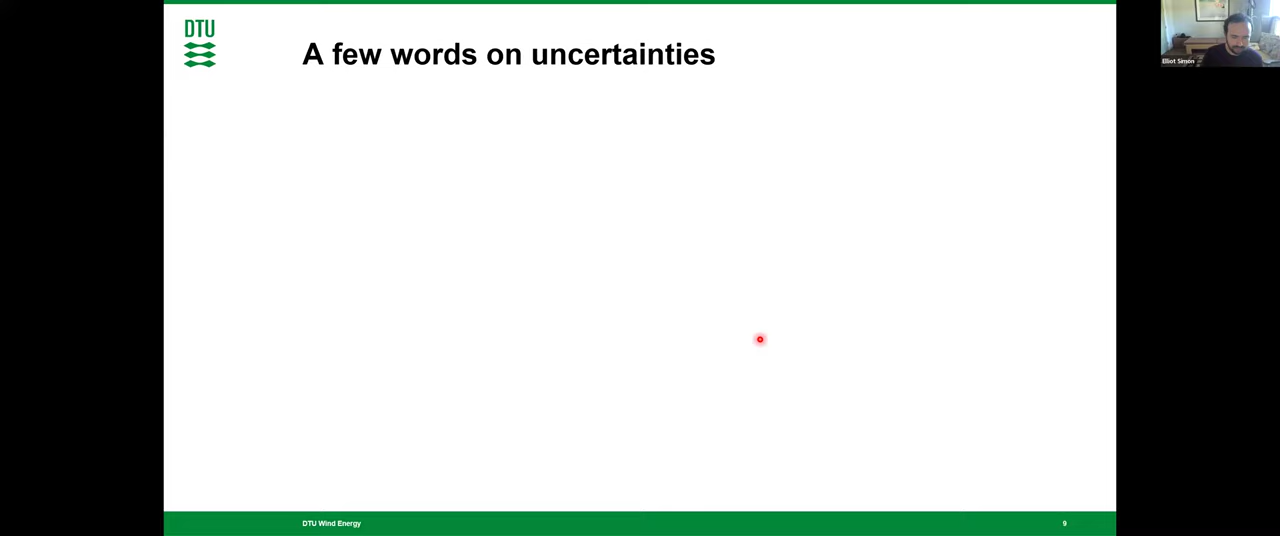 DTU
A few words on uncertainties
Elliot Simon
DTU Wind Energy
9